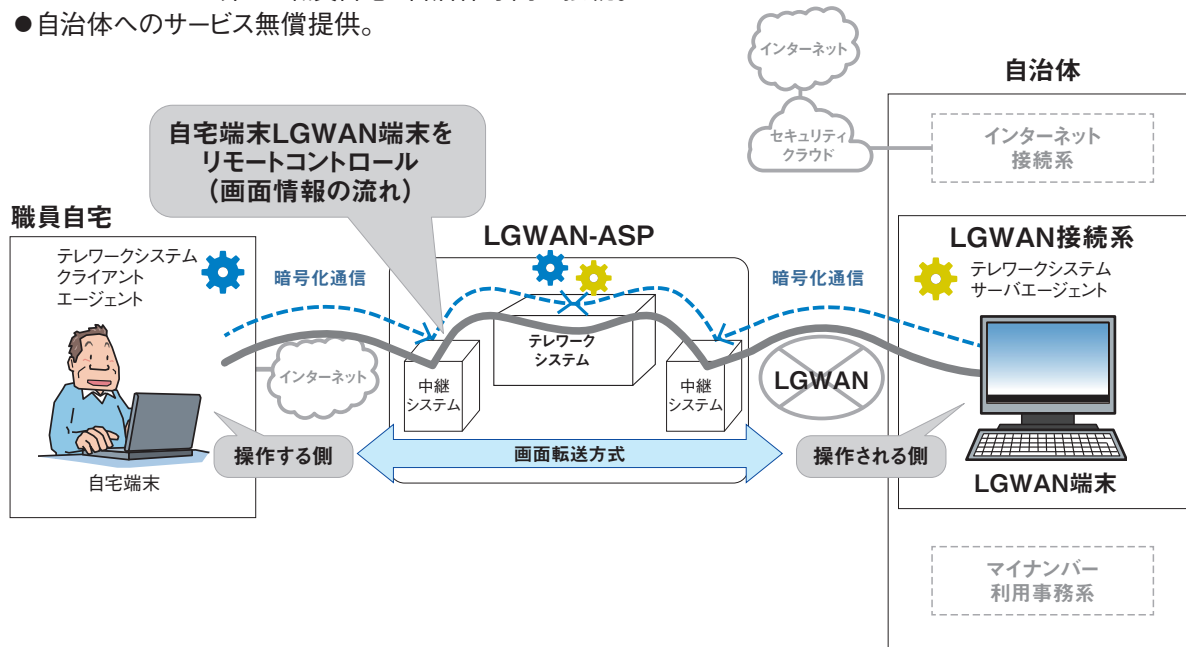 ●自治体へのサービス無償提供。
インターネット
セキュリティ
クラウド
自治体
インターネット
接続系
自宅端末LGWAN端末を
リモートコントロール
(画面情報の流れ)
職員自宅
テレワークシステム
クライアント
エージェント
暗号化通信
LGWAN-ASP
暗号化通信
LGWAN接続系
テレワークシステム
サーバエージェント
インターネット
中継
システム
テレワーク
システム
中継
システム
LGWAN
操作する側
画面転送方式
操作される側
自宅端末
LGWAN端末
マイナンバー
利用事務系